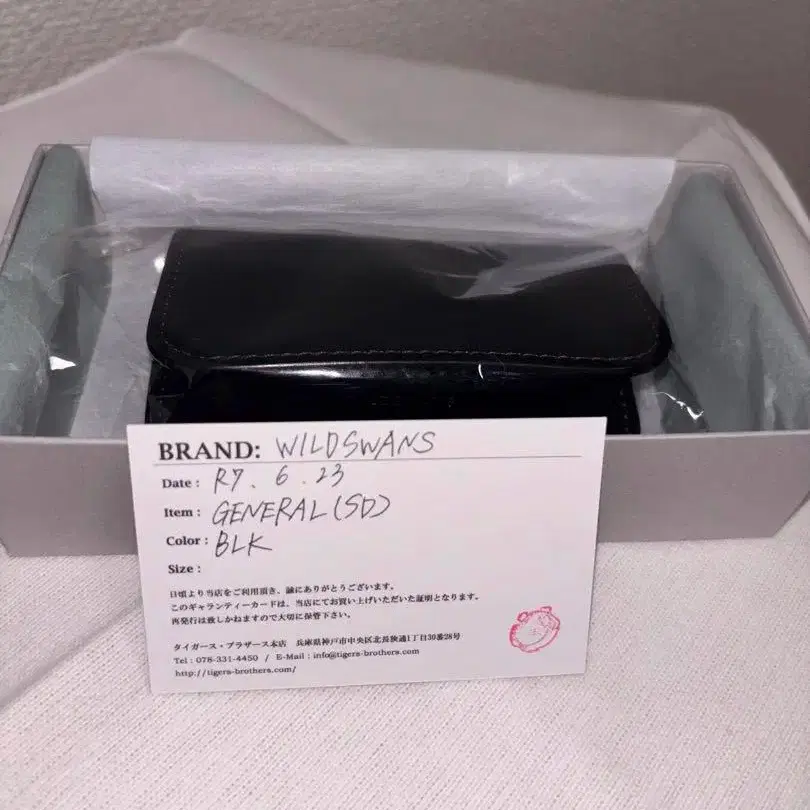 BRAND: WILDSWANS
Date : R7. 6. 23
Item : GENERAL(SD)
Color : BLK
Size :
日頃より当店をご利用頂き、誠にありがとうございます。
このギャランティーカードは、当店にてお買い上げいただいた証明となります。
再発行は致しかねますので大切に保管下さい。
タイガース・ブラザース本店 兵庫県神戸市中央区北長狭通1丁目30番28号
Tel : 078-331-4450 / E-Mail : info@tigers-brothers.com
http://tigers-brothers.com/